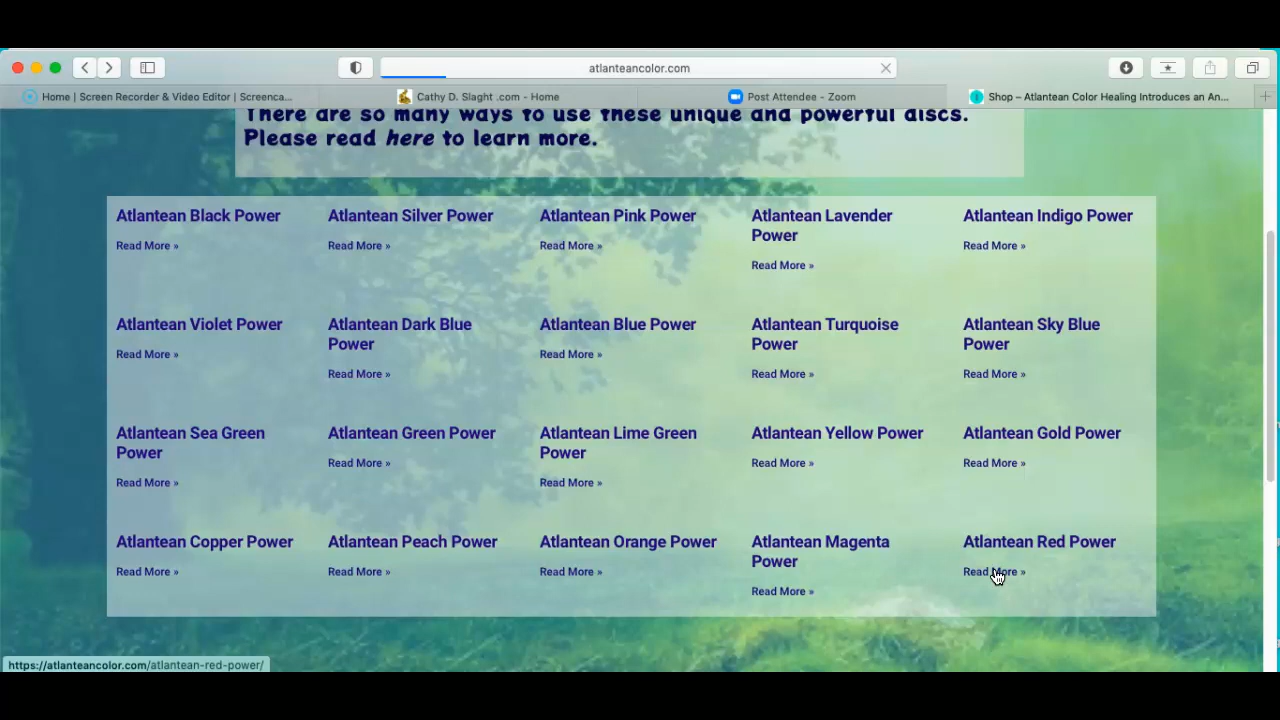 atlanteancolor.com
Home | Screen Recorder & Video Editor | Screenca...
Cathy D. Slaght .com - Home
Post Attendee - Zoom
Shop – Atlantean Color Healing Introduces an An...
There are so many ways to use these unique and powerful discs.
Please read here to learn more.
Atlantean Black Power
Read More »
Atlantean Silver Power
Read More »
Atlantean Pink Power
Read More »
Atlantean Lavender
Power
Read More »
Atlantean Indigo Power
Read More »
Atlantean Violet Power
Read More »
Atlantean Dark Blue
Power
Read More »
Atlantean Blue Power
Read More »
Atlantean Turquoise
Power
Read More »
Atlantean Sky Blue
Power
Read More »
Atlantean Sea Green
Power
Read More »
Atlantean Green Power
Read More »
Atlantean Lime Green
Power
Read More »
Atlantean Yellow Power
Read More »
Atlantean Gold Power
Read More »
Atlantean Copper Power
Read More »
Atlantean Peach Power
Read More »
Atlantean Orange Power
Read More »
Atlantean Magenta
Power
Read More »
Atlantean Red Power
Read More »
https://atlanteancolor.com/atlantean-red-power/